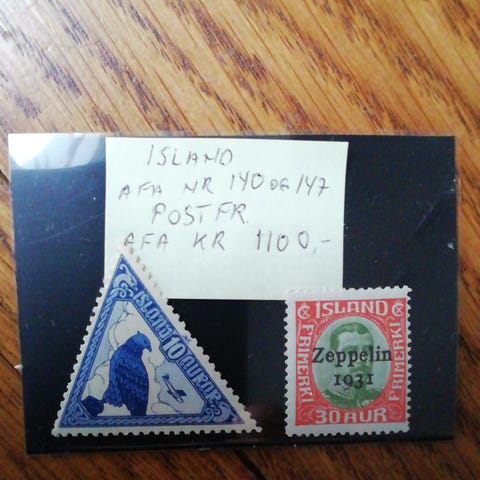 ISLAND
AFA NR 140 OG 147
POSTFR.
AFA KR 1100,-
ISLAND 10 AURAR
ISLAND
FRIMERKI
Zeppelin
1931
FRIMERKI
30 AUR